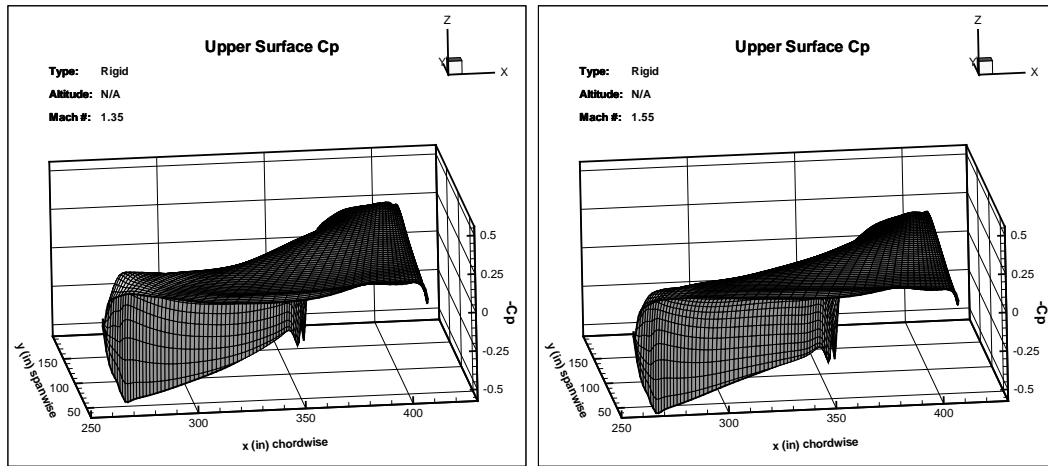 Upper Surface Cp
Type: Rigid
Altitude: N/A
Mach #: 1.35
Z
Y
X
0.5
0.25
0
-0.25
-0.5
-Cp
150
100
50
y (in) spanwise
250
300
350
400
x (in) chordwise
Upper Surface Cp
Type: Rigid
Altitude: N/A
Mach #: 1.55
Z
Y
X
0.5
0.25
0
-0.25
-0.5
-Cp
150
100
50
y (in) spanwise
250
300
350
400
x (in) chordwise